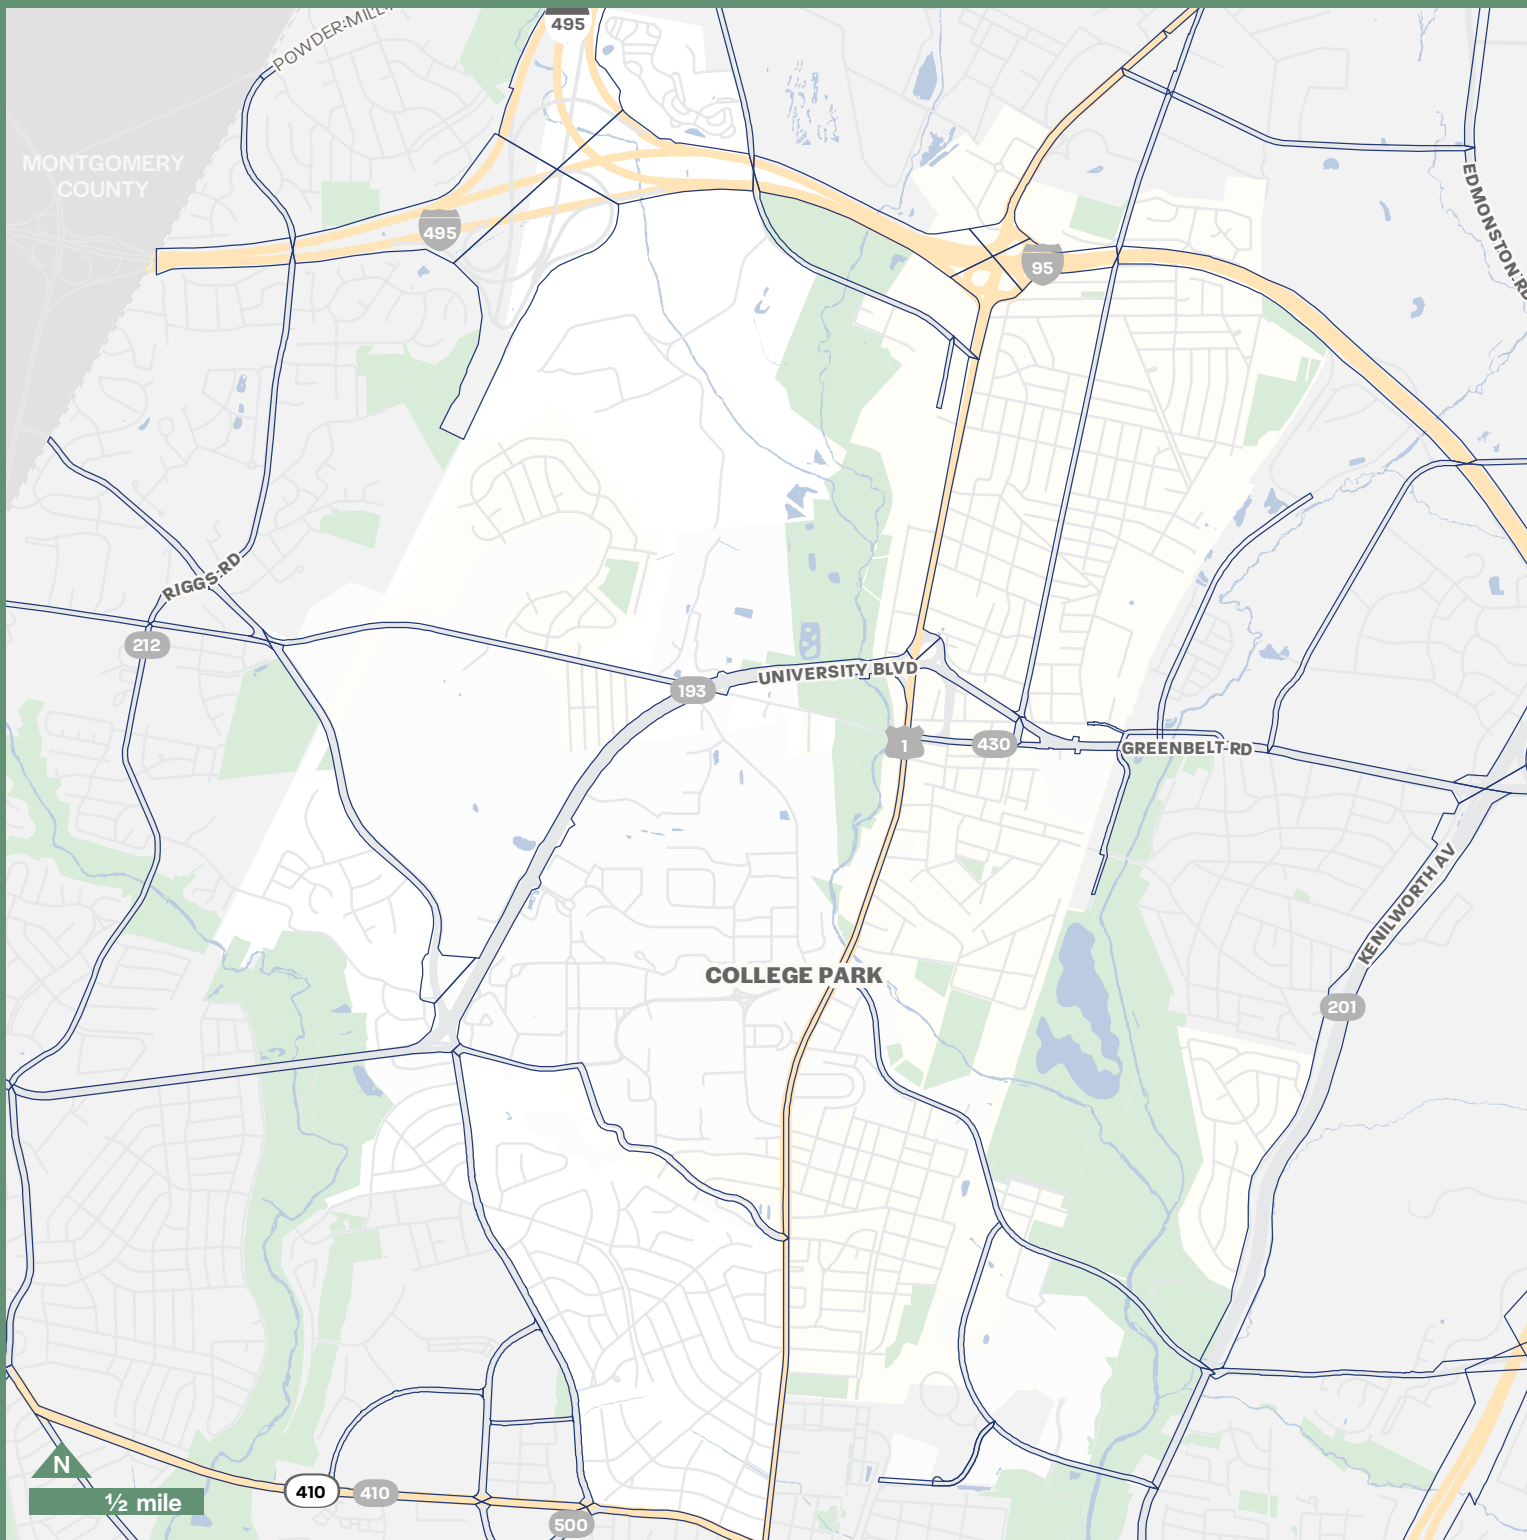 495
POWDER MILL
MONTGOMERY
COUNTY
495
95
EDMONSTON RD
RIGGS RD
212
UNIVERSITY BLVD
193
1
430
GREENBELT RD
KENILWORTH AV
COLLEGE PARK
201
N
½ mile
410
410
500